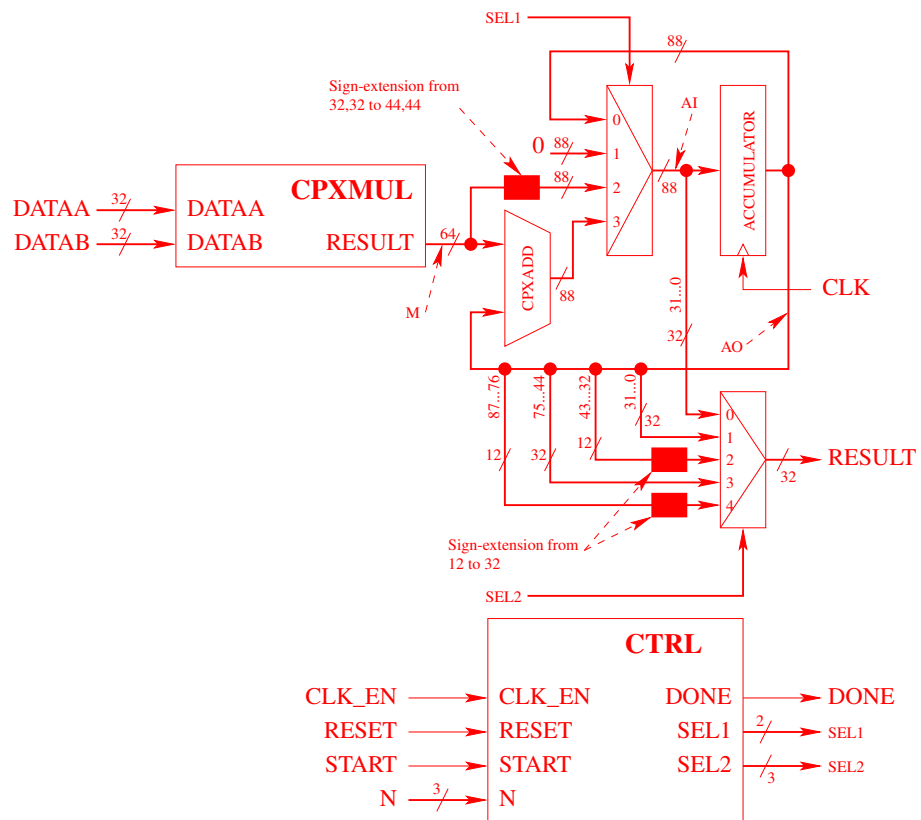 SEL1
88
Sign-extension from
32,32 to 44,44
AI
0
0
88
1
88
2
88
3
88
ACCUMULATOR
CPXMUL
DATAA
32
DATAA
DATAB
32
DATAB
RESULT
64
M
CPXADD
88
CLK
31...0
32
AO
87...76
75...44
43...32
31...0
12
32
12
32
0
1
2
3
4
32
RESULT
Sign-extension from
12 to 32
SEL2
CTRL
CLK_EN
CLK_EN
DONE
DONE
RESET
RESET
SEL1
2
SEL1
START
START
SEL2
3
SEL2
N
3
N